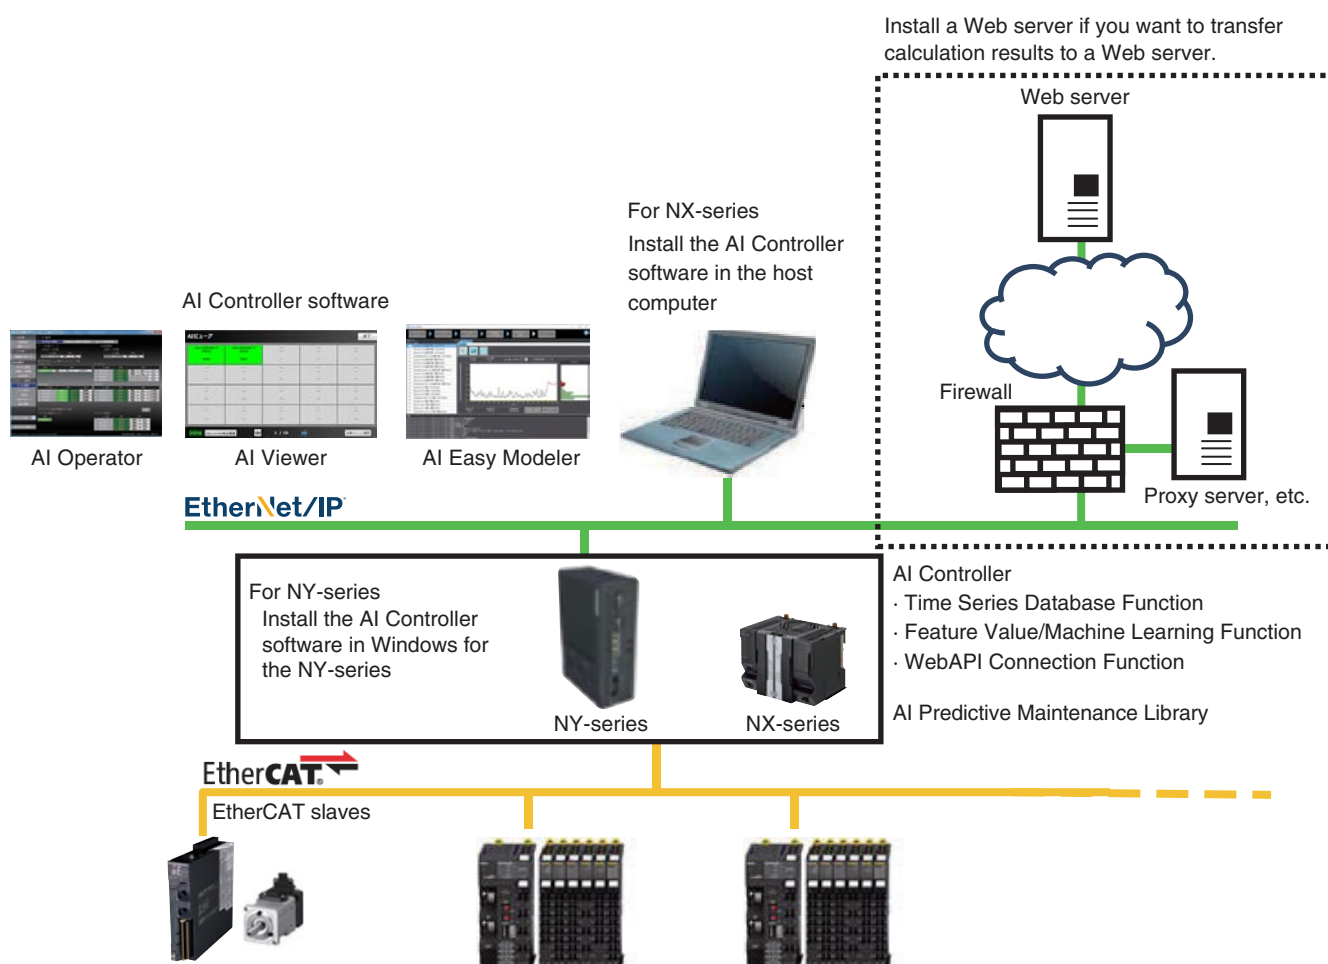 Install a Web server if you want to transfer
calculation results to a Web server.
Web server
For NX-series
Install the AI Controller
software in the host
computer
AI Controller software
Firewall
AI Operator
AI Viewer
AI Easy Modeler
Proxy server, etc.
EtherNet/IP
For NY-series
Install the AI Controller
software in Windows for
the NY-series
NY-series
NX-series
AI Controller
· Time Series Database Function
· Feature Value/Machine Learning Function
· WebAPI Connection Function
AI Predictive Maintenance Library
EtherCAT®
EtherCAT slaves